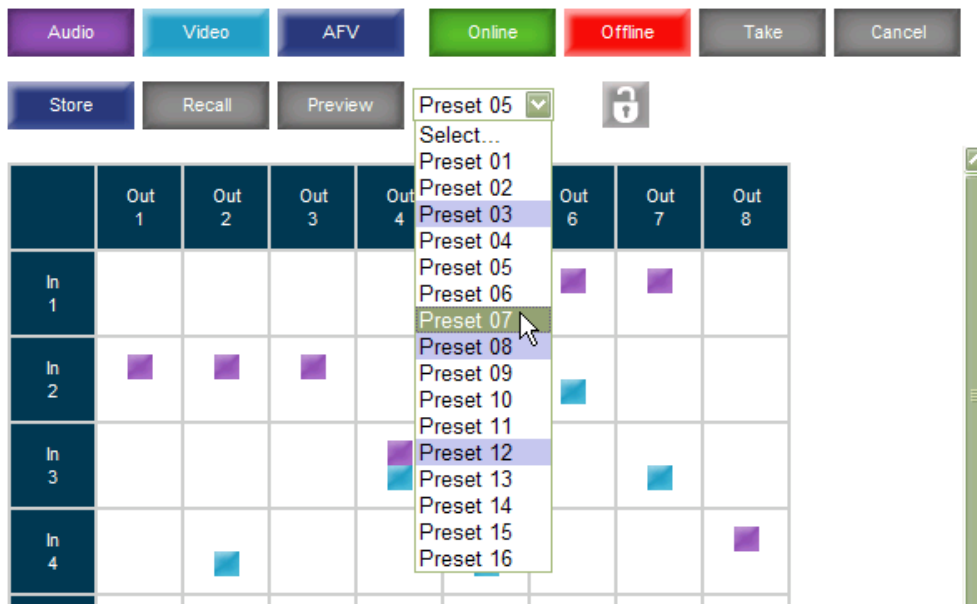 Audio Video AFV Online Offline Take Cancel
Store Recall Preview Preset 05
Select...
Preset 01
Preset 02
Preset 03
Preset 04
Preset 05
Preset 06
Preset 07
Preset 08
Preset 09
Preset 10
Preset 11
Preset 12
Preset 13
Preset 14
Preset 15
Preset 16
Out Out Out Out Out Out Out
1 2 3 4 6 7 8
In
1
In
2
In
3
In
4